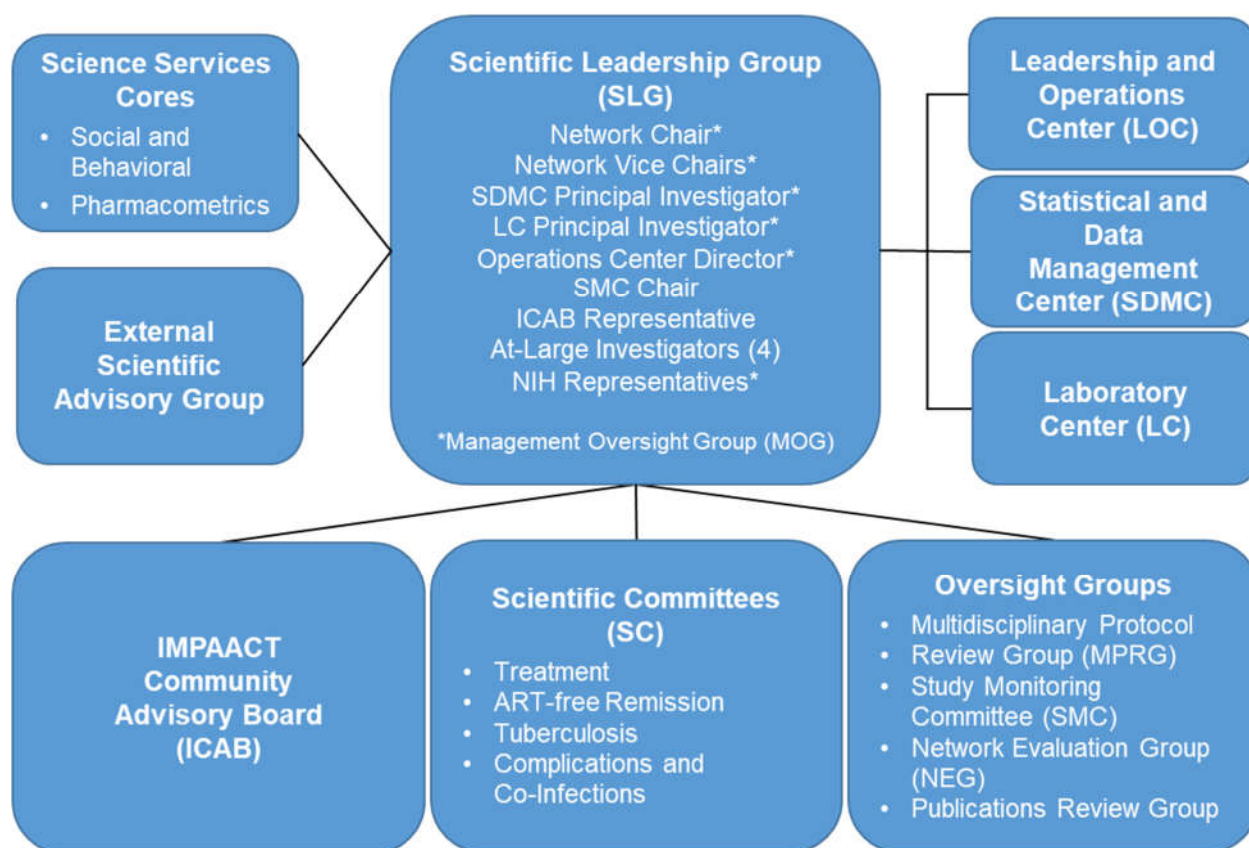 Science Services
Cores
• Social and
Behavioral
• Pharmacometrics
External
Scientific
Advisory Group
Scientific Leadership Group
(SLG)
Network Chair*
Network Vice Chairs*
SDMC Principal Investigator*
LC Principal Investigator*
Operations Center Director*
SMC Chair
ICAB Representative
At-Large Investigators (4)
NIH Representatives*
*Management Oversight Group (MOG)
Leadership and
Operations
Center (LOC)
Statistical and
Data
Management
Center (SDMC)
Laboratory
Center (LC)
IMPAACT
Community
Advisory Board
(ICAB)
Scientific Committees
(SC)
• Treatment
• ART-free Remission
• Tuberculosis
• Complications and
Co-Infections
Oversight Groups
• Multidisciplinary Protocol
• Review Group (MPRG)
• Study Monitoring
Committee (SMC)
• Network Evaluation Group
(NEG)
• Publications Review Group